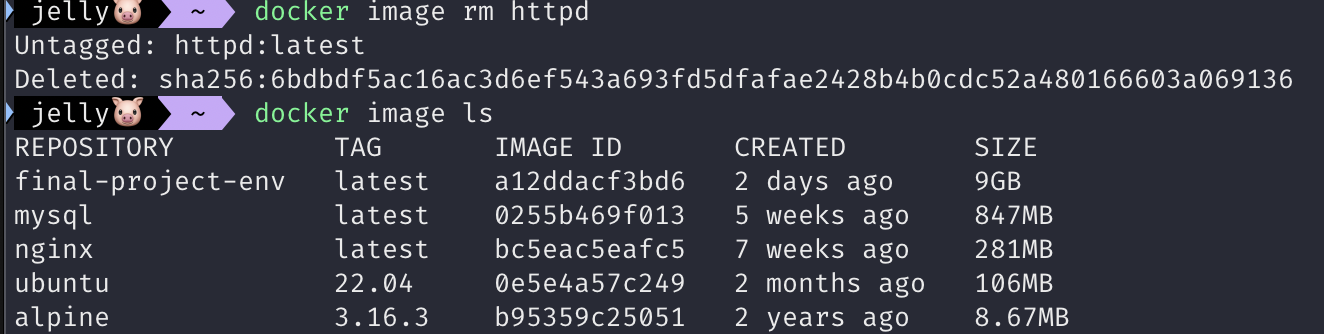 jelly🐷 ~ docker image rm httpd
Untagged: httpd:latest
Deleted: sha256:6bdbdf5ac16ac3d6ef543a693fd5dfafae2428b4b0cdc52a480166603a069136
jelly🐷 ~ docker image ls
REPOSITORY TAG IMAGE ID CREATED SIZE
final-project-env latest a12ddacf3bd6 2 days ago 9GB
mysql latest 0255b469f013 5 weeks ago 847MB
nginx latest bc5eac5eafc5 7 weeks ago 281MB
ubuntu 22.04 0e5e4a57c249 2 months ago 106MB
alpine 3.16.3 b95359c25051 2 years ago 8.67MB